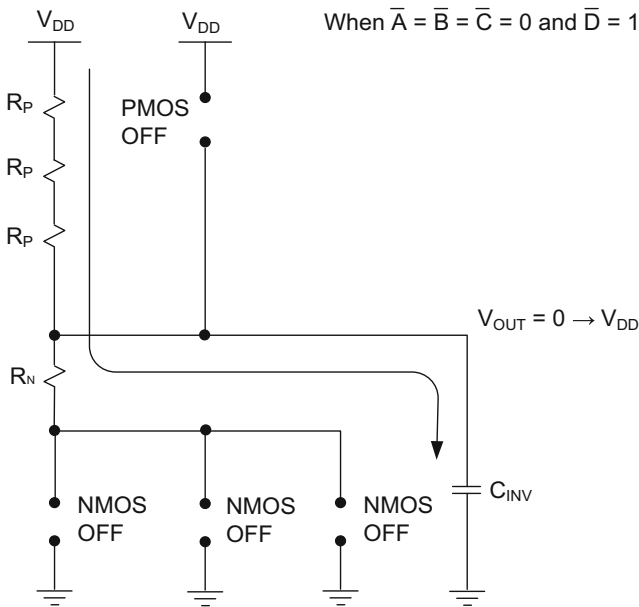 V_DD
V_DD
When A̅ = B̅ = C̅ = 0 and D̅ = 1
R_P
PMOS
OFF
R_P
R_P
V_OUT = 0 → V_DD
R_N
NMOS
OFF
NMOS
OFF
NMOS
OFF
C_INV